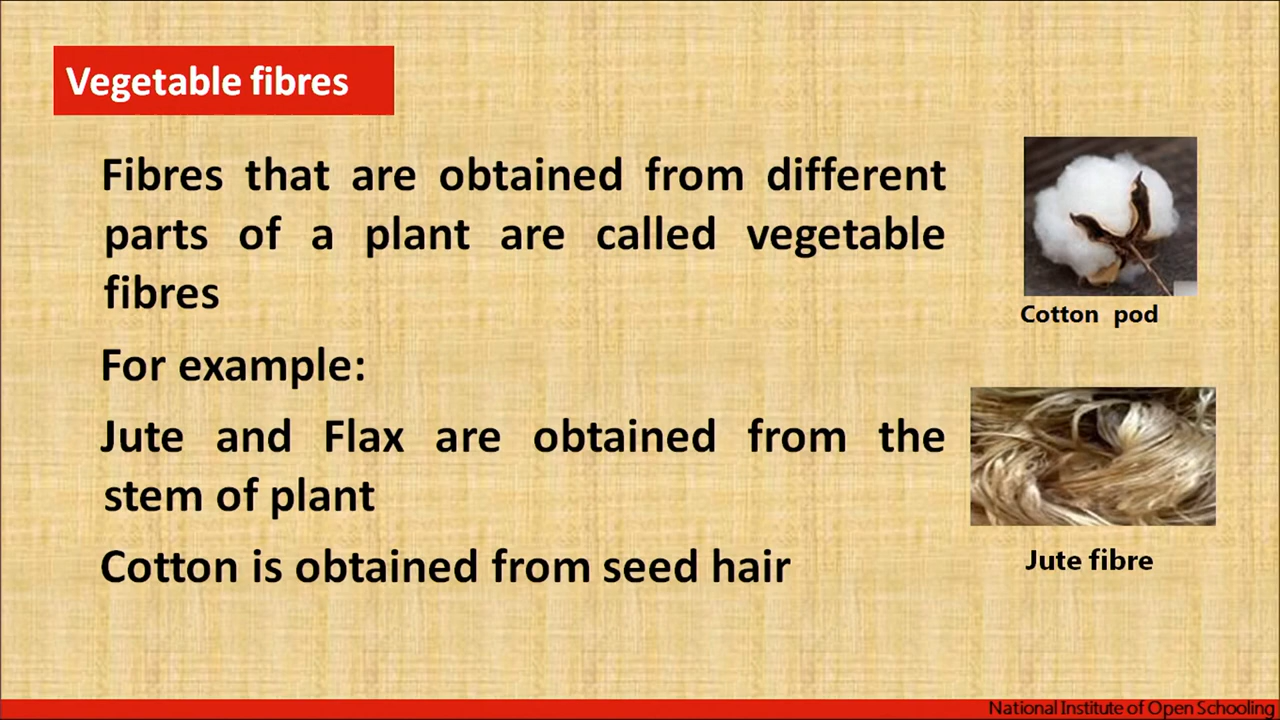 Vegetable fibres
Fibres that are obtained from different
parts of a plant are called vegetable
fibres
For example:
Jute and Flax are obtained from the
stem of plant
Cotton is obtained from seed hair
Cotton pod
Jute fibre
National Institute of Open Schooling